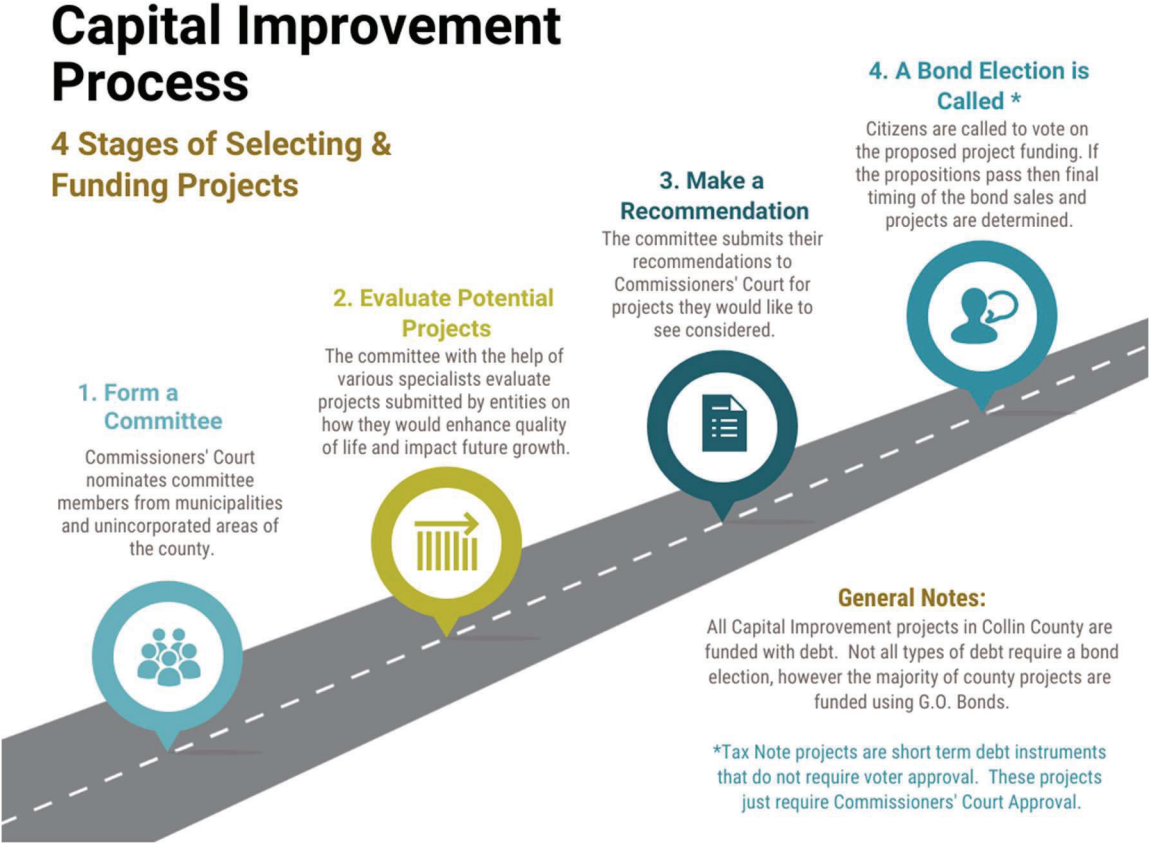 Capital Improvement
Process
4 Stages of Selecting &
Funding Projects
1. Form a
Committee
Commissioners' Court
nominates committee
members from municipalities
and unincorporated areas of
the county.
2. Evaluate Potential
Projects
The committee with the help of
various specialists evaluate
projects submitted by entities on
how they would enhance quality
of life and impact future growth.
3. Make a
Recommendation
The committee submits their
recommendations to
Commissioners' Court for
projects they would like to
see considered.
4. A Bond Election is
Called *
Citizens are called to vote on
the proposed project funding. If
the propositions pass then final
timing of the bond sales and
projects are determined.
General Notes:
All Capital Improvement projects in Collin County are
funded with debt.  Not all types of debt require a bond
election, however the majority of county projects are
funded using G.O. Bonds.
*Tax Note projects are short term debt instruments
that do not require voter approval.  These projects
just require Commissioners' Court Approval.